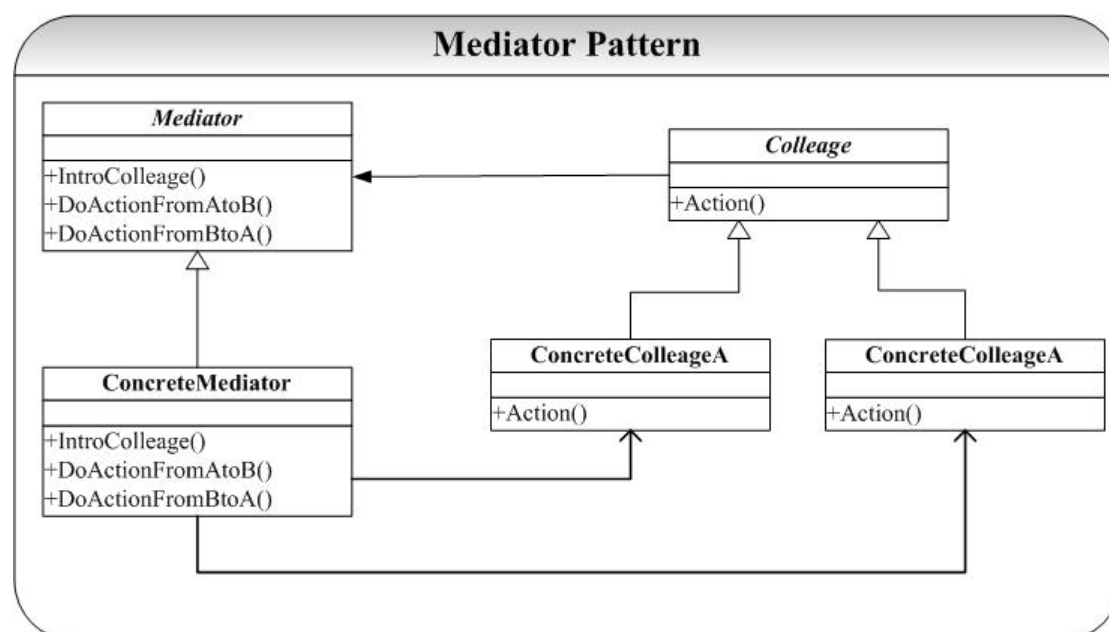 Mediator Pattern
Mediator
+IntroColleage()
+DoActionFromAtoB()
+DoActionFromBtoA()
Colleage
+Action()
ConcreteMediator
+IntroColleage()
+DoActionFromAtoB()
+DoActionFromBtoA()
ConcreteColleageA
+Action()
ConcreteColleageA
+Action()